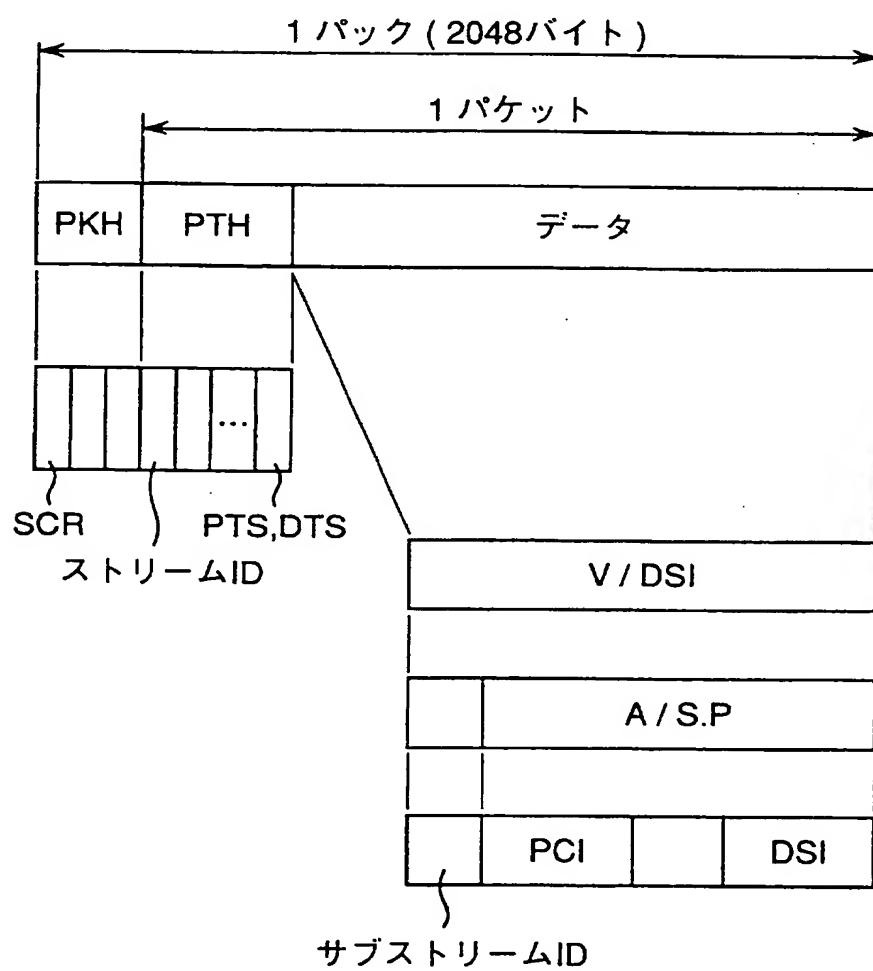 1 パック ( 2048バイト )
1 パケット
PKH PTH データ
...
SCR PTS,DTS
ストリームID
V / DSI
A / S.P
PCI DSI
サブストリームID